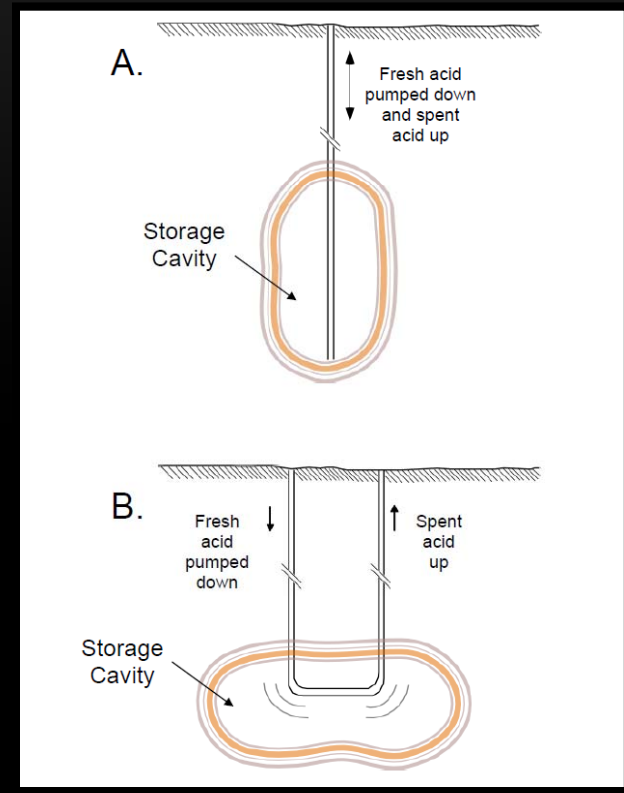 A.
Fresh acid
pumped down
and spent
acid up
Storage
Cavity
B.
Fresh
acid
pumped
down
Spent
acid
up
Storage
Cavity